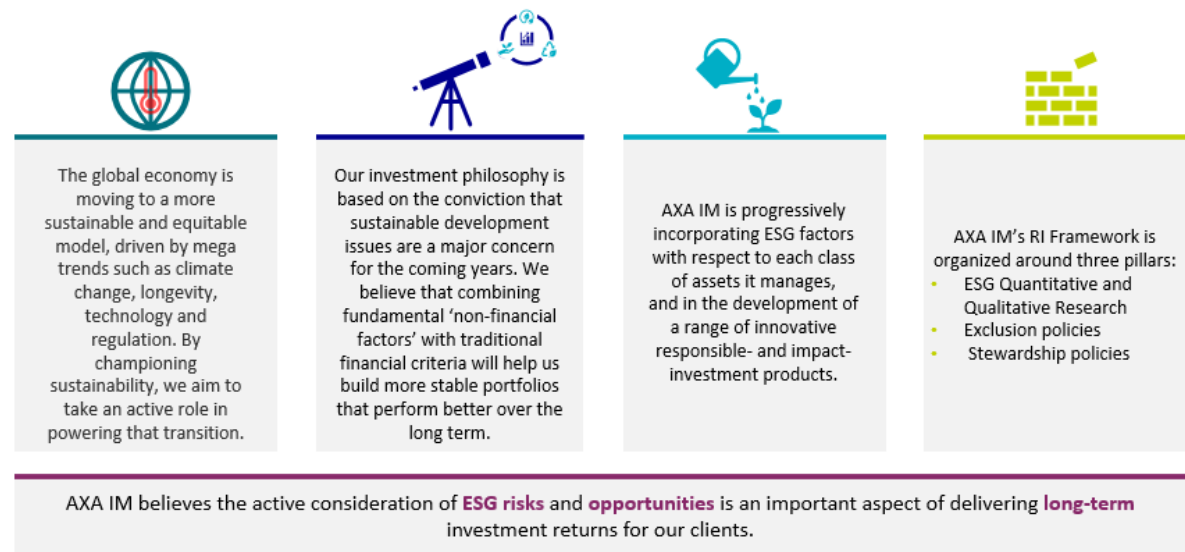 The global economy is
moving to a more
sustainable and equitable
model, driven by mega
trends such as climate
change, longevity,
technology and
regulation. By
championing
sustainability, we aim to
take an active role in
powering that transition.
Our investment philosophy is
based on the conviction that
sustainable development
issues are a major concern
for the coming years. We
believe that combining
fundamental ‘non-financial
factors’ with traditional
financial criteria will help us
build more stable portfolios
that perform better over the
long term.
AXA IM is progressively
incorporating ESG factors
with respect to each class
of assets it manages,
and in the development of
a range of innovative
responsible- and impact-
investment products.
AXA IM’s RI Framework is
organized around three pillars:
• ESG Quantitative and
Qualitative Research
• Exclusion policies
• Stewardship policies
AXA IM believes the active consideration of ESG risks and opportunities is an important aspect of delivering long-term
investment returns for our clients.